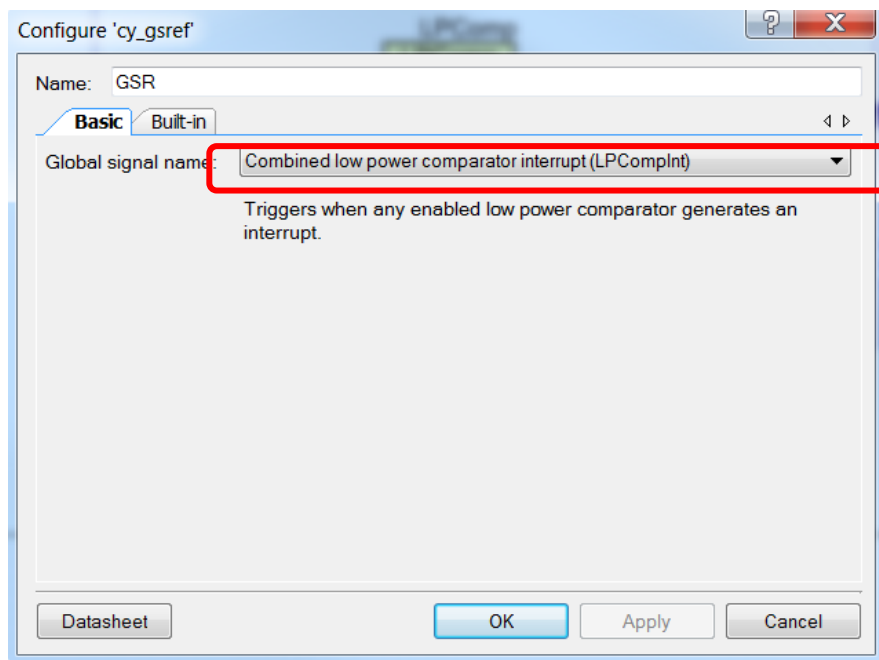 Configure 'cy_gsref'
LPComp
?
X
Name: GSR
Basic Built-in
Global signal name: Combined low power comparator interrupt (LPCompInt)
Triggers when any enabled low power comparator generates an
interrupt.
Datasheet OK Apply Cancel